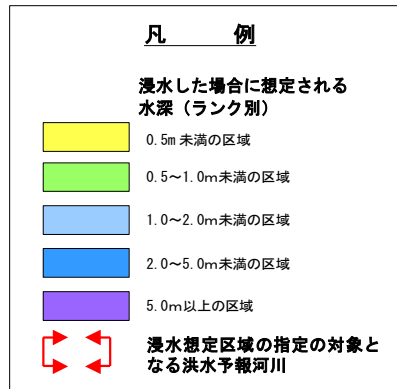 凡　例
浸水した場合に想定される
水深（ランク別）
0.5m 未満の区域
0.5～1.0m未満の区域
1.0～2.0m未満の区域
2.0～5.0m未満の区域
5.0m以上の区域
浸水想定区域の指定の対象と
なる洪水予報河川